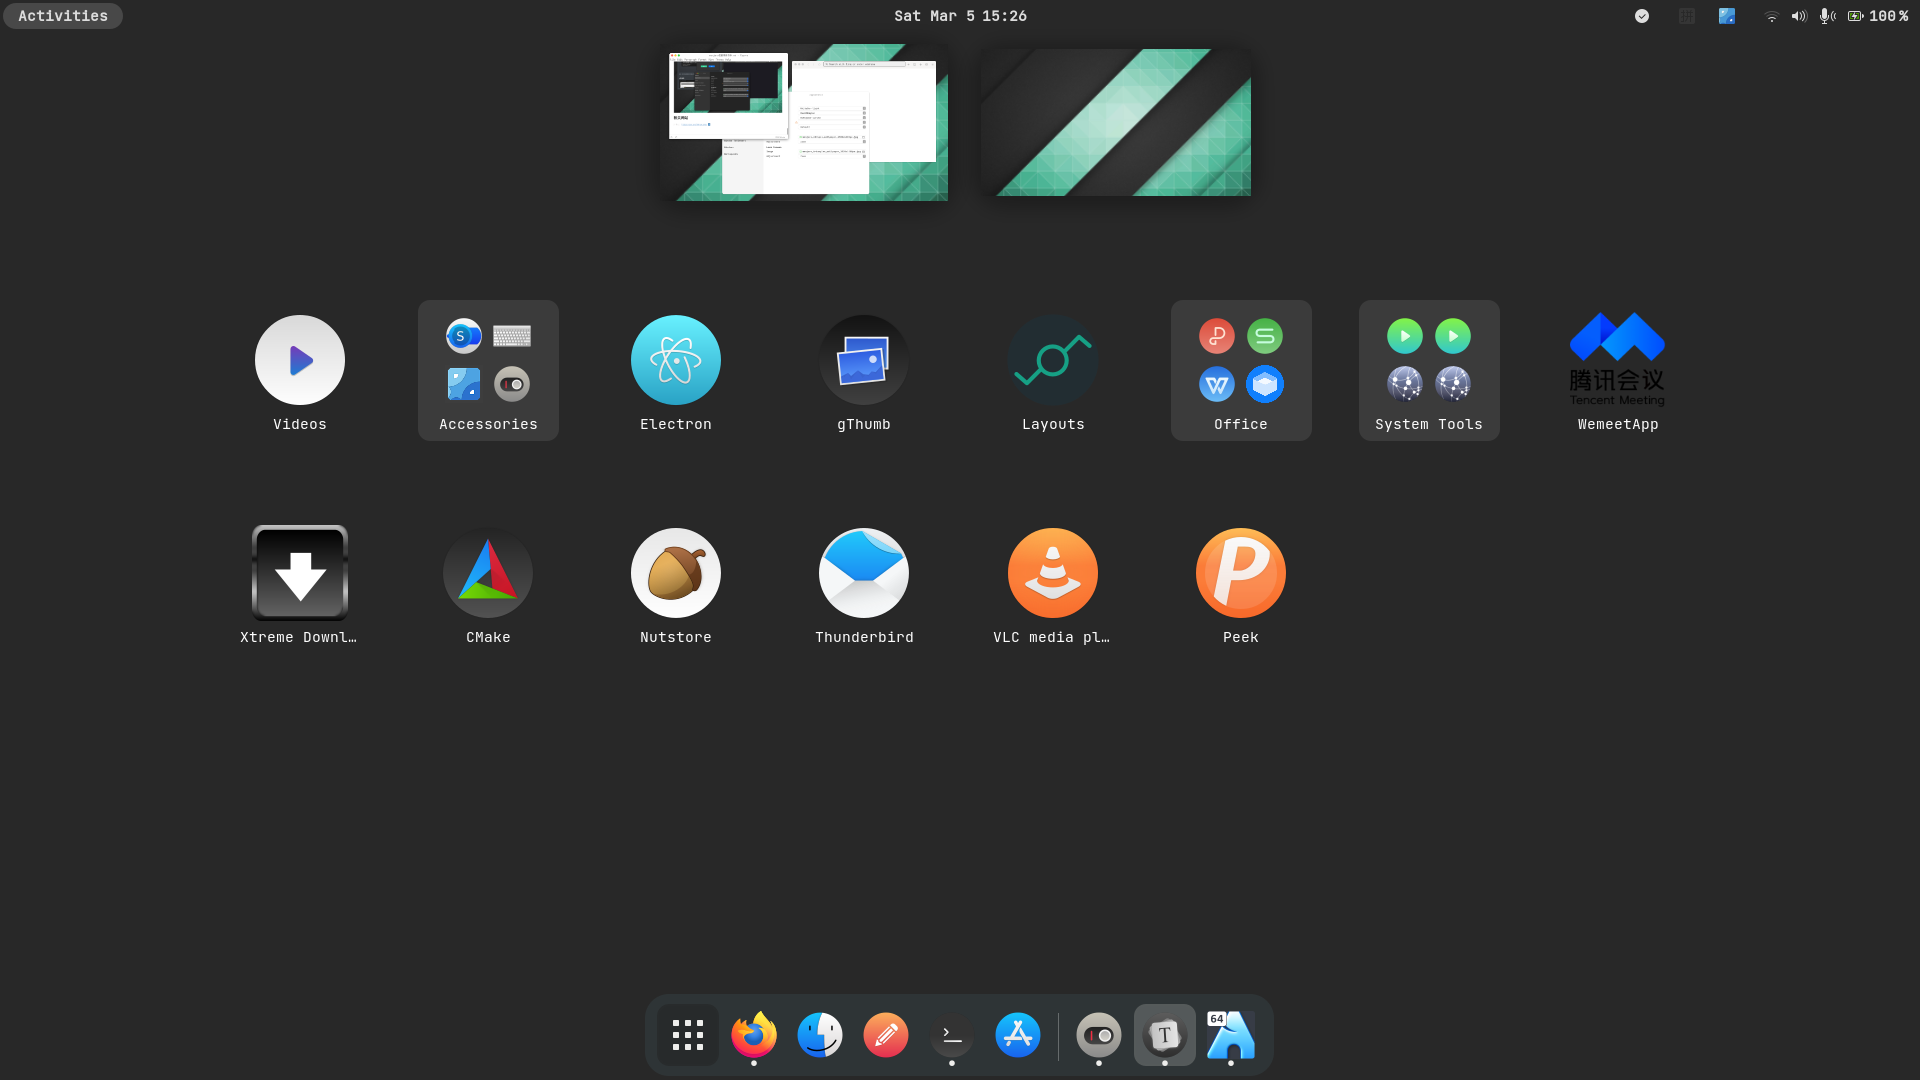 Activities
Sat Mar 5 15:26
100%
Videos
Accessories
Electron
gThumb
Layouts
Office
System Tools
腾讯会议
Tencent Meeting
WemeetApp
Xtreme Downl…
CMake
Nutstore
Thunderbird
VLC media pl…
Peek
64